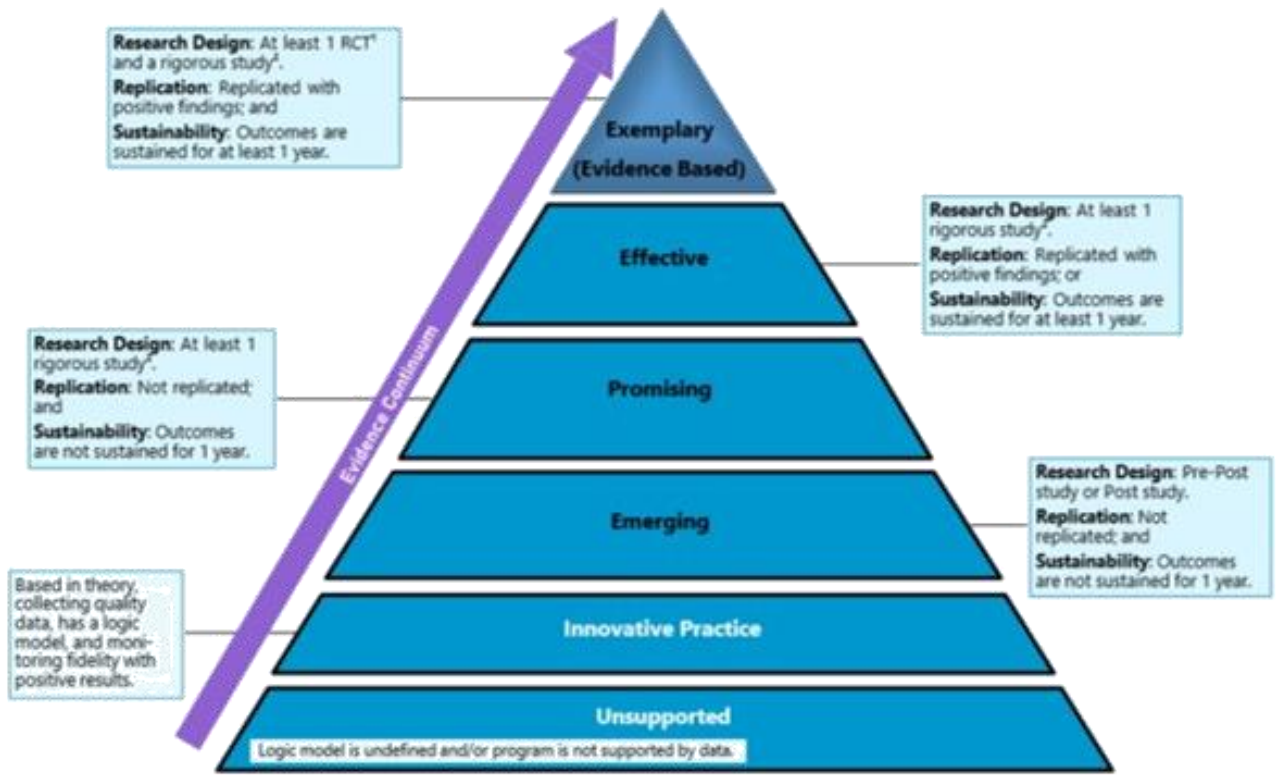 Research Design: At least 1 RCT¹
and a rigorous study².
Replication: Replicated with
positive findings; and
Sustainability: Outcomes are
sustained for at least 1 year.
Exemplary
(Evidence Based)
Research Design: At least 1
rigorous study².
Replication: Replicated with
positive findings; or
Sustainability: Outcomes are
sustained for at least 1 year.
Effective
Research Design: At least 1
rigorous study².
Replication: Not replicated;
and
Sustainability: Outcomes
are not sustained for 1 year.
Evidence Continuum
Promising
Research Design: Pre-Post
study or Post study.
Replication: Not
replicated; and
Sustainability: Outcomes
are not sustained for 1 year.
Emerging
Based in theory,
collecting quality
data, has a logic
model, and moni-
toring fidelity with
positive results.
Innovative Practice
Unsupported
Logic model is undefined and/or program is not supported by data.